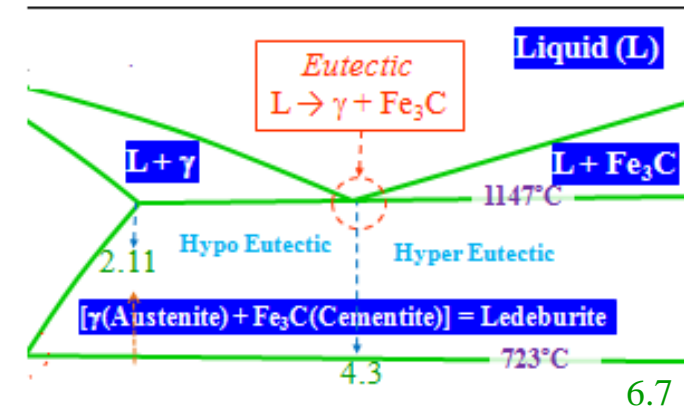 Liquid (L)
Eutectic
L → γ + Fe₃C
L + γ
L + Fe₃C
1147°C
Hypo Eutectic
Hyper Eutectic
2.11
[γ(Austenite) + Fe₃C(Cementite)] = Ledeburite
723°C
4.3
6.7